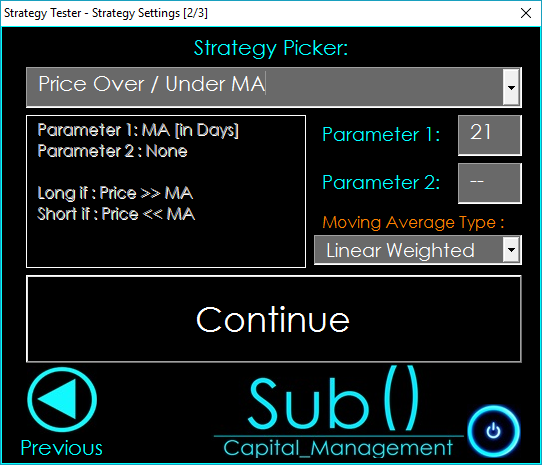 Strategy Tester - Strategy Settings [2/3]
Strategy Picker:
Price Over / Under MA
Parameter 1: MA [in Days]
Parameter 2 : None
Long if : Price >> MA
Short if : Price << MA
Parameter 1: 21
Parameter 2: --
Moving Average Type :
Linear Weighted
Continue
Previous
Sub()
Capital_Management